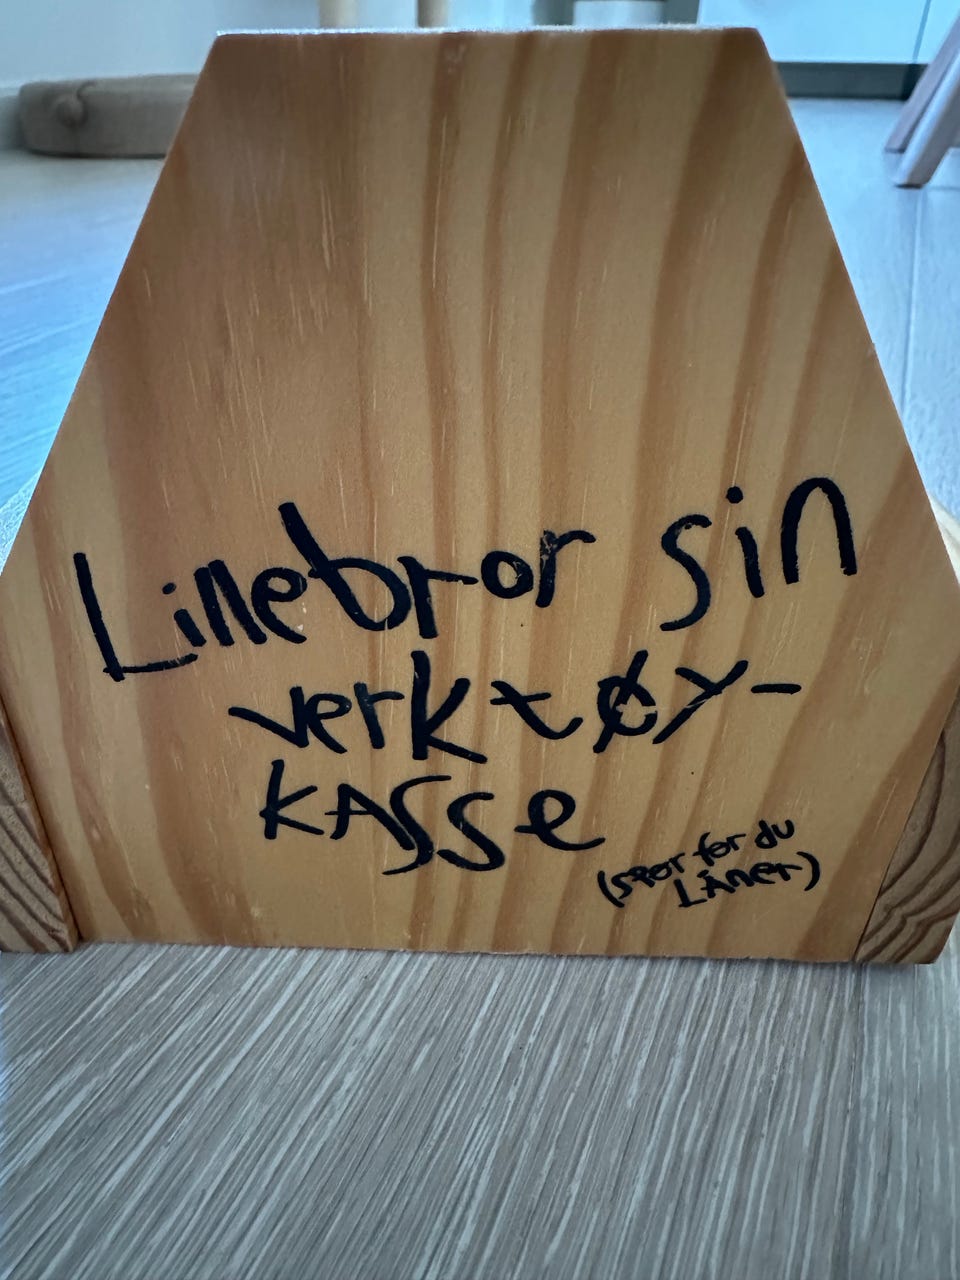 Lillebror sin
verktøy-
kASSe
(spør før du
Låner)